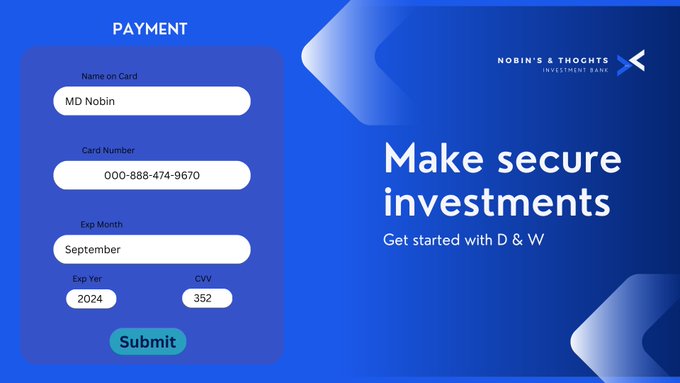 PAYMENT
Name on Card
MD Nobin
Card Number
000-888-474-9670
Exp Month
September
Exp Yer
CVV
2024
352
Submit
NOBIN'S & THOGHTS
INVESTMENT BANK
Make secure
investments
Get started with D & W